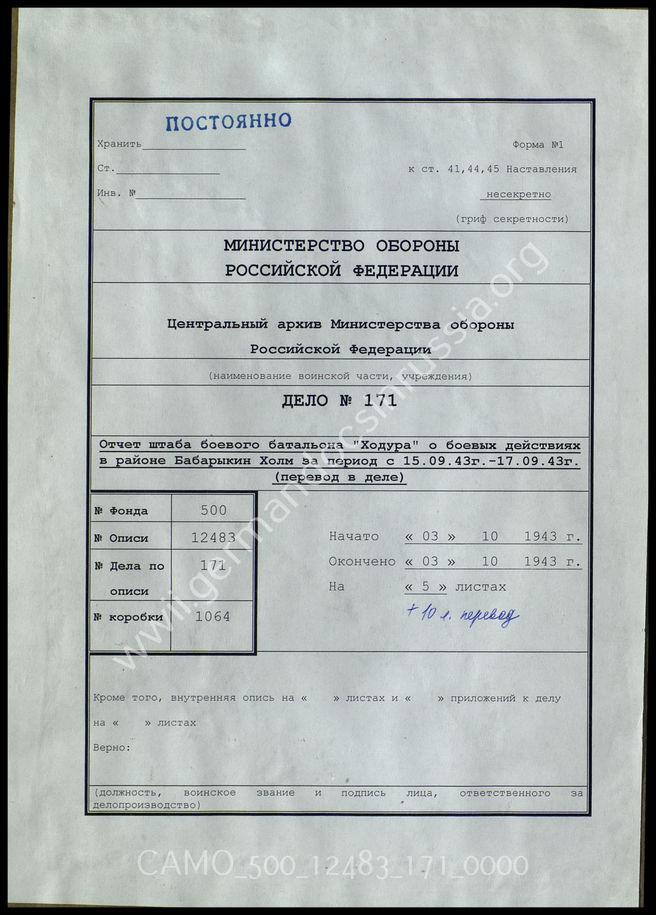 ПОСТОЯННО
Хранить
Форма №1
Ст.
к ст. 41,44,45 Наставления
Инв. №
несекретно
(гриф секретности)
МИНИСТЕРСТВО ОБОРОНЫ
РОССИЙСКОЙ ФЕДЕРАЦИИ
Центральный архив Министерства обороны
Российской Федерации
(наименование воинской части, учреждения)
ДЕЛО № 171
Отчет штаба боевого батальона "Ходура" о боевых действиях
в районе Бабарыкин Холм за период с 15.09.43г.-17.09.43г.
(перевод в деле)
№ Фонда 500
№ Описи 12483
№ Дела по 171
описи
№ коробки 1064
Начато « 03 » 10 1943 г.
Окончено « 03 » 10 1943 г.
На « 5 » листах
+ 10 л. перевод
Кроме того, внутренняя опись на « » листах и « » приложений к делу
на « » листах
Верно:
(должность, воинское звание и подпись лица, ответственного за
делопроизводство)
www.germandocsinrussia.org
CAMO_500_12483_171_0000